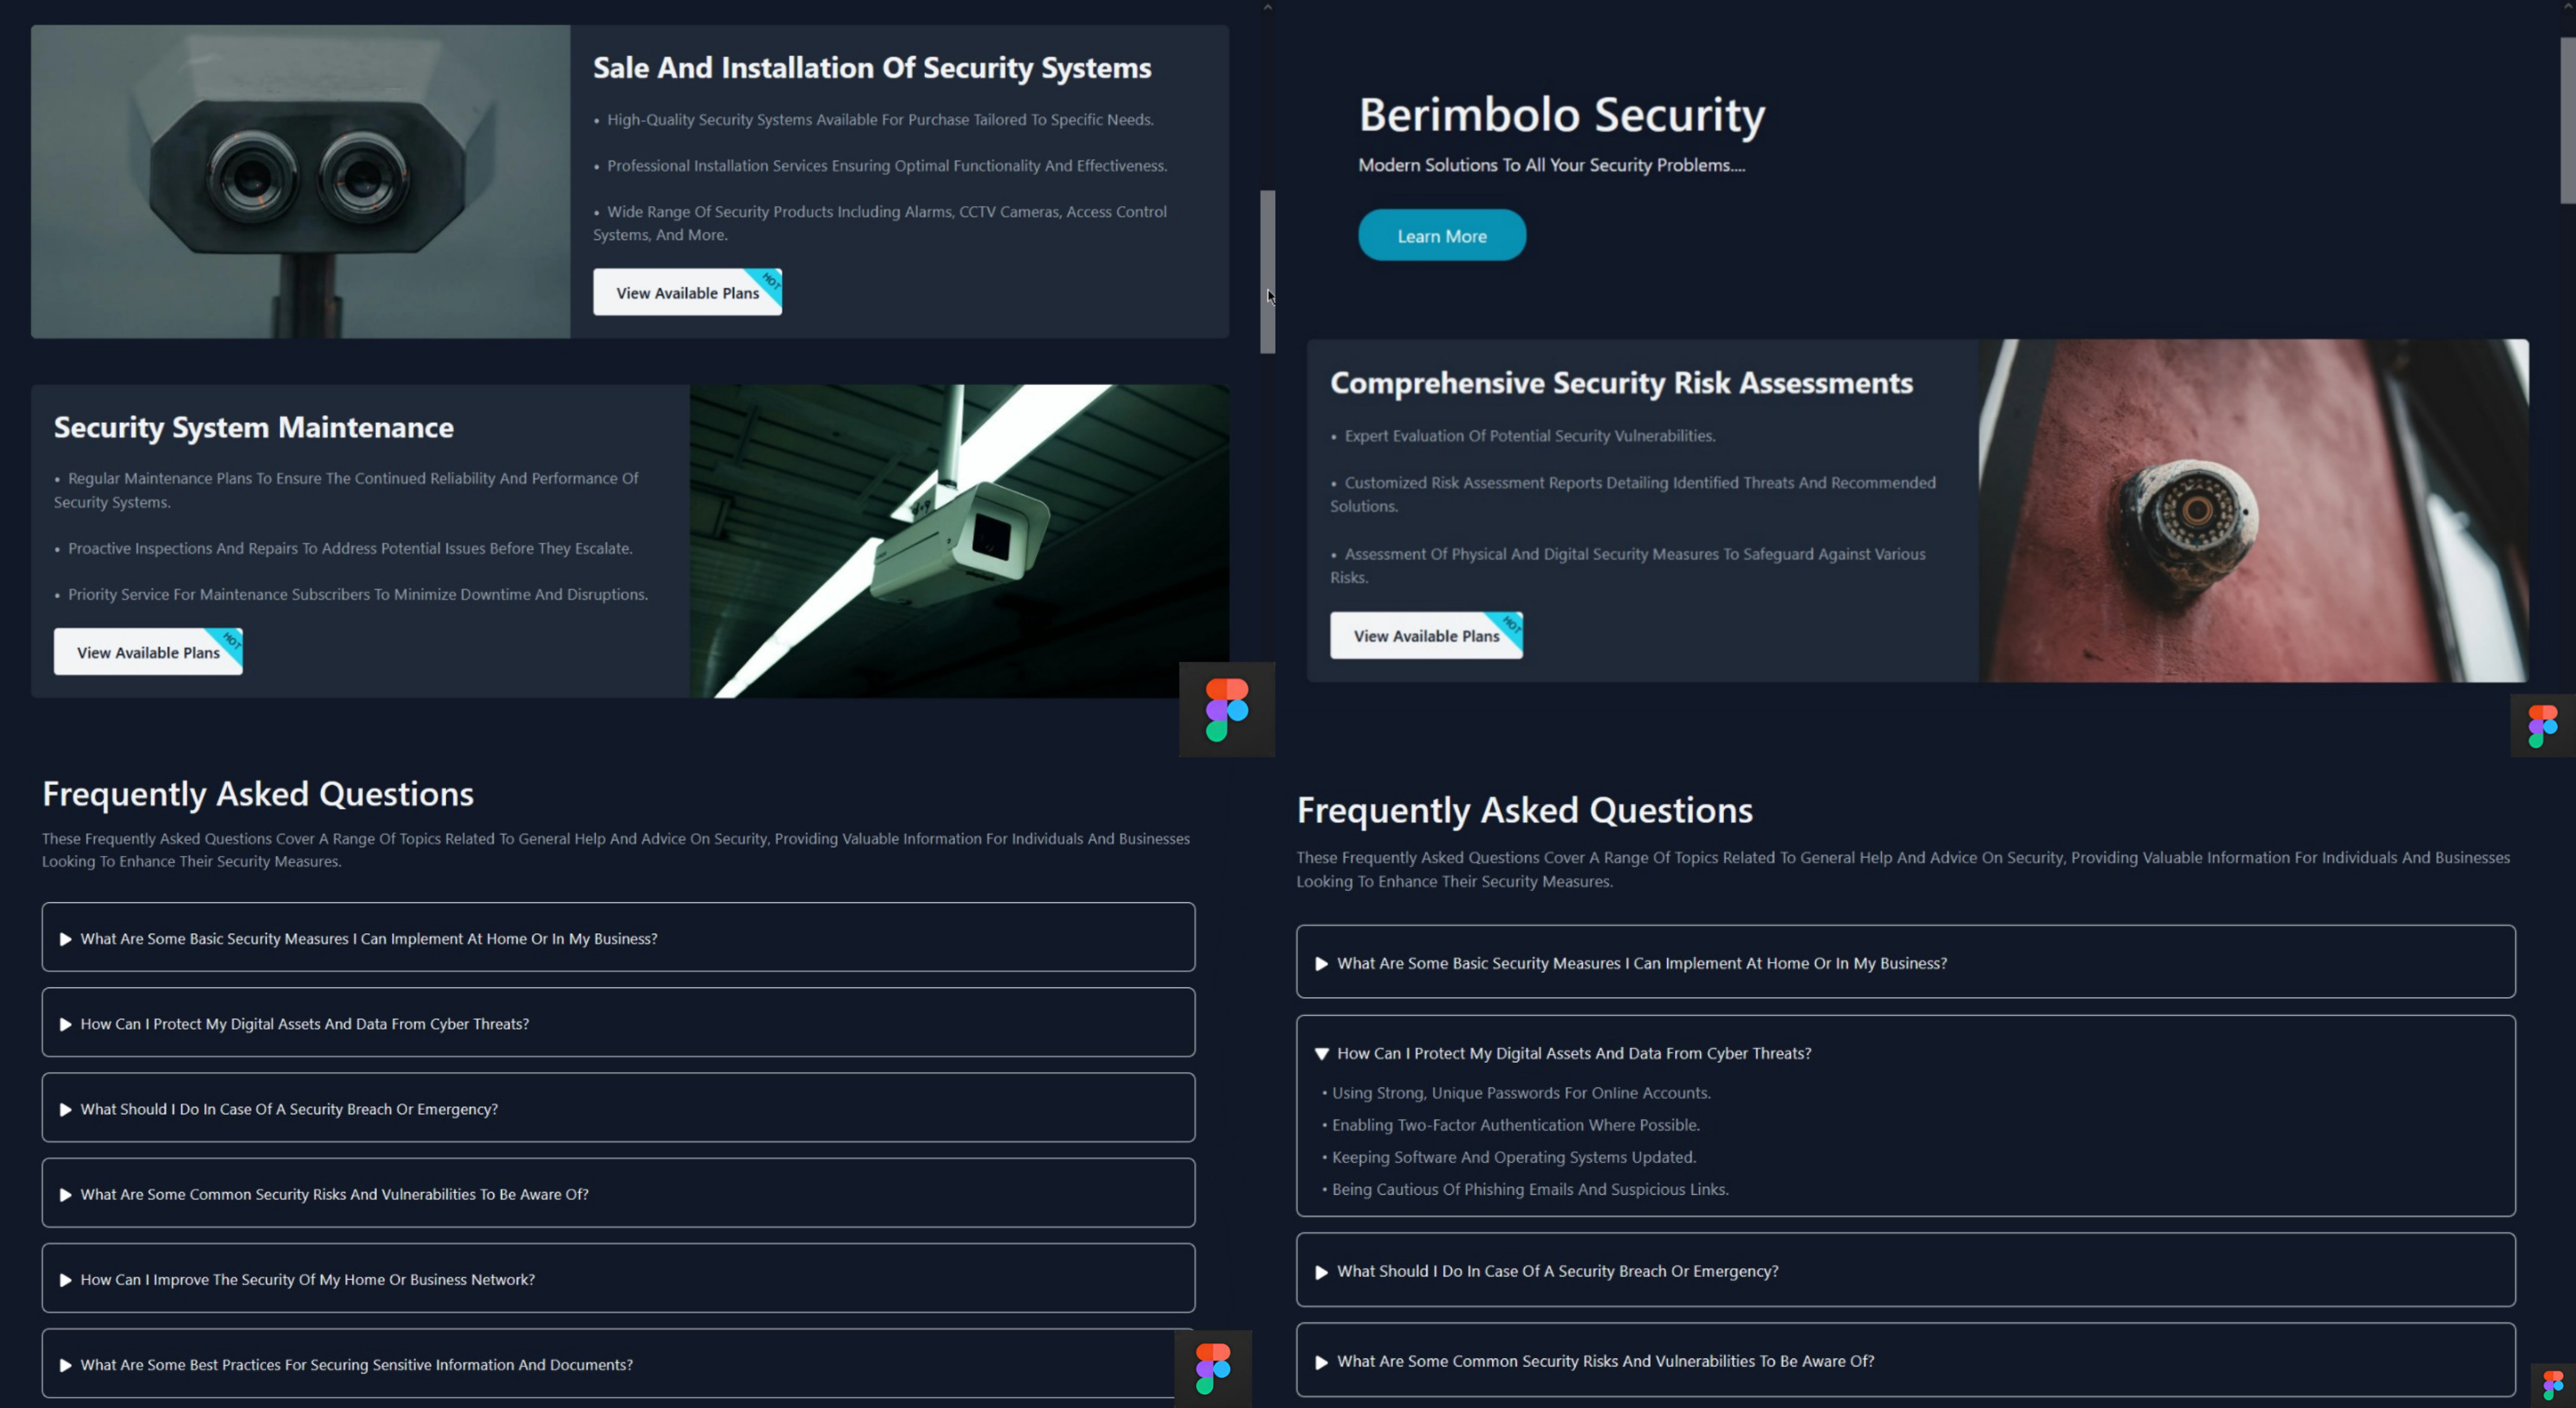 Sale And Installation Of Security Systems
• High-Quality Security Systems Available For Purchase Tailored To Specific Needs.
• Professional Installation Services Ensuring Optimal Functionality And Effectiveness.
• Wide Range Of Security Products Including Alarms, CCTV Cameras, Access Control
Systems, And More.
View Available Plans
HOT
Security System Maintenance
• Regular Maintenance Plans To Ensure The Continued Reliability And Performance Of
Security Systems.
• Proactive Inspections And Repairs To Address Potential Issues Before They Escalate.
• Priority Service For Maintenance Subscribers To Minimize Downtime And Disruptions.
View Available Plans
HOT
Berimbolo Security
Modern Solutions To All Your Security Problems....
Learn More
Comprehensive Security Risk Assessments
• Expert Evaluation Of Potential Security Vulnerabilities.
• Customized Risk Assessment Reports Detailing Identified Threats And Recommended
Solutions.
• Assessment Of Physical And Digital Security Measures To Safeguard Against Various
Risks.
View Available Plans
HOT
Frequently Asked Questions
These Frequently Asked Questions Cover A Range Of Topics Related To General Help And Advice On Security, Providing Valuable Information For Individuals And Businesses
Looking To Enhance Their Security Measures.
What Are Some Basic Security Measures I Can Implement At Home Or In My Business?
How Can I Protect My Digital Assets And Data From Cyber Threats?
What Should I Do In Case Of A Security Breach Or Emergency?
What Are Some Common Security Risks And Vulnerabilities To Be Aware Of?
How Can I Improve The Security Of My Home Or Business Network?
What Are Some Best Practices For Securing Sensitive Information And Documents?
Frequently Asked Questions
These Frequently Asked Questions Cover A Range Of Topics Related To General Help And Advice On Security, Providing Valuable Information For Individuals And Businesses
Looking To Enhance Their Security Measures.
What Are Some Basic Security Measures I Can Implement At Home Or In My Business?
How Can I Protect My Digital Assets And Data From Cyber Threats?
• Using Strong, Unique Passwords For Online Accounts.
• Enabling Two-Factor Authentication Where Possible.
• Keeping Software And Operating Systems Updated.
• Being Cautious Of Phishing Emails And Suspicious Links.
What Should I Do In Case Of A Security Breach Or Emergency?
What Are Some Common Security Risks And Vulnerabilities To Be Aware Of?